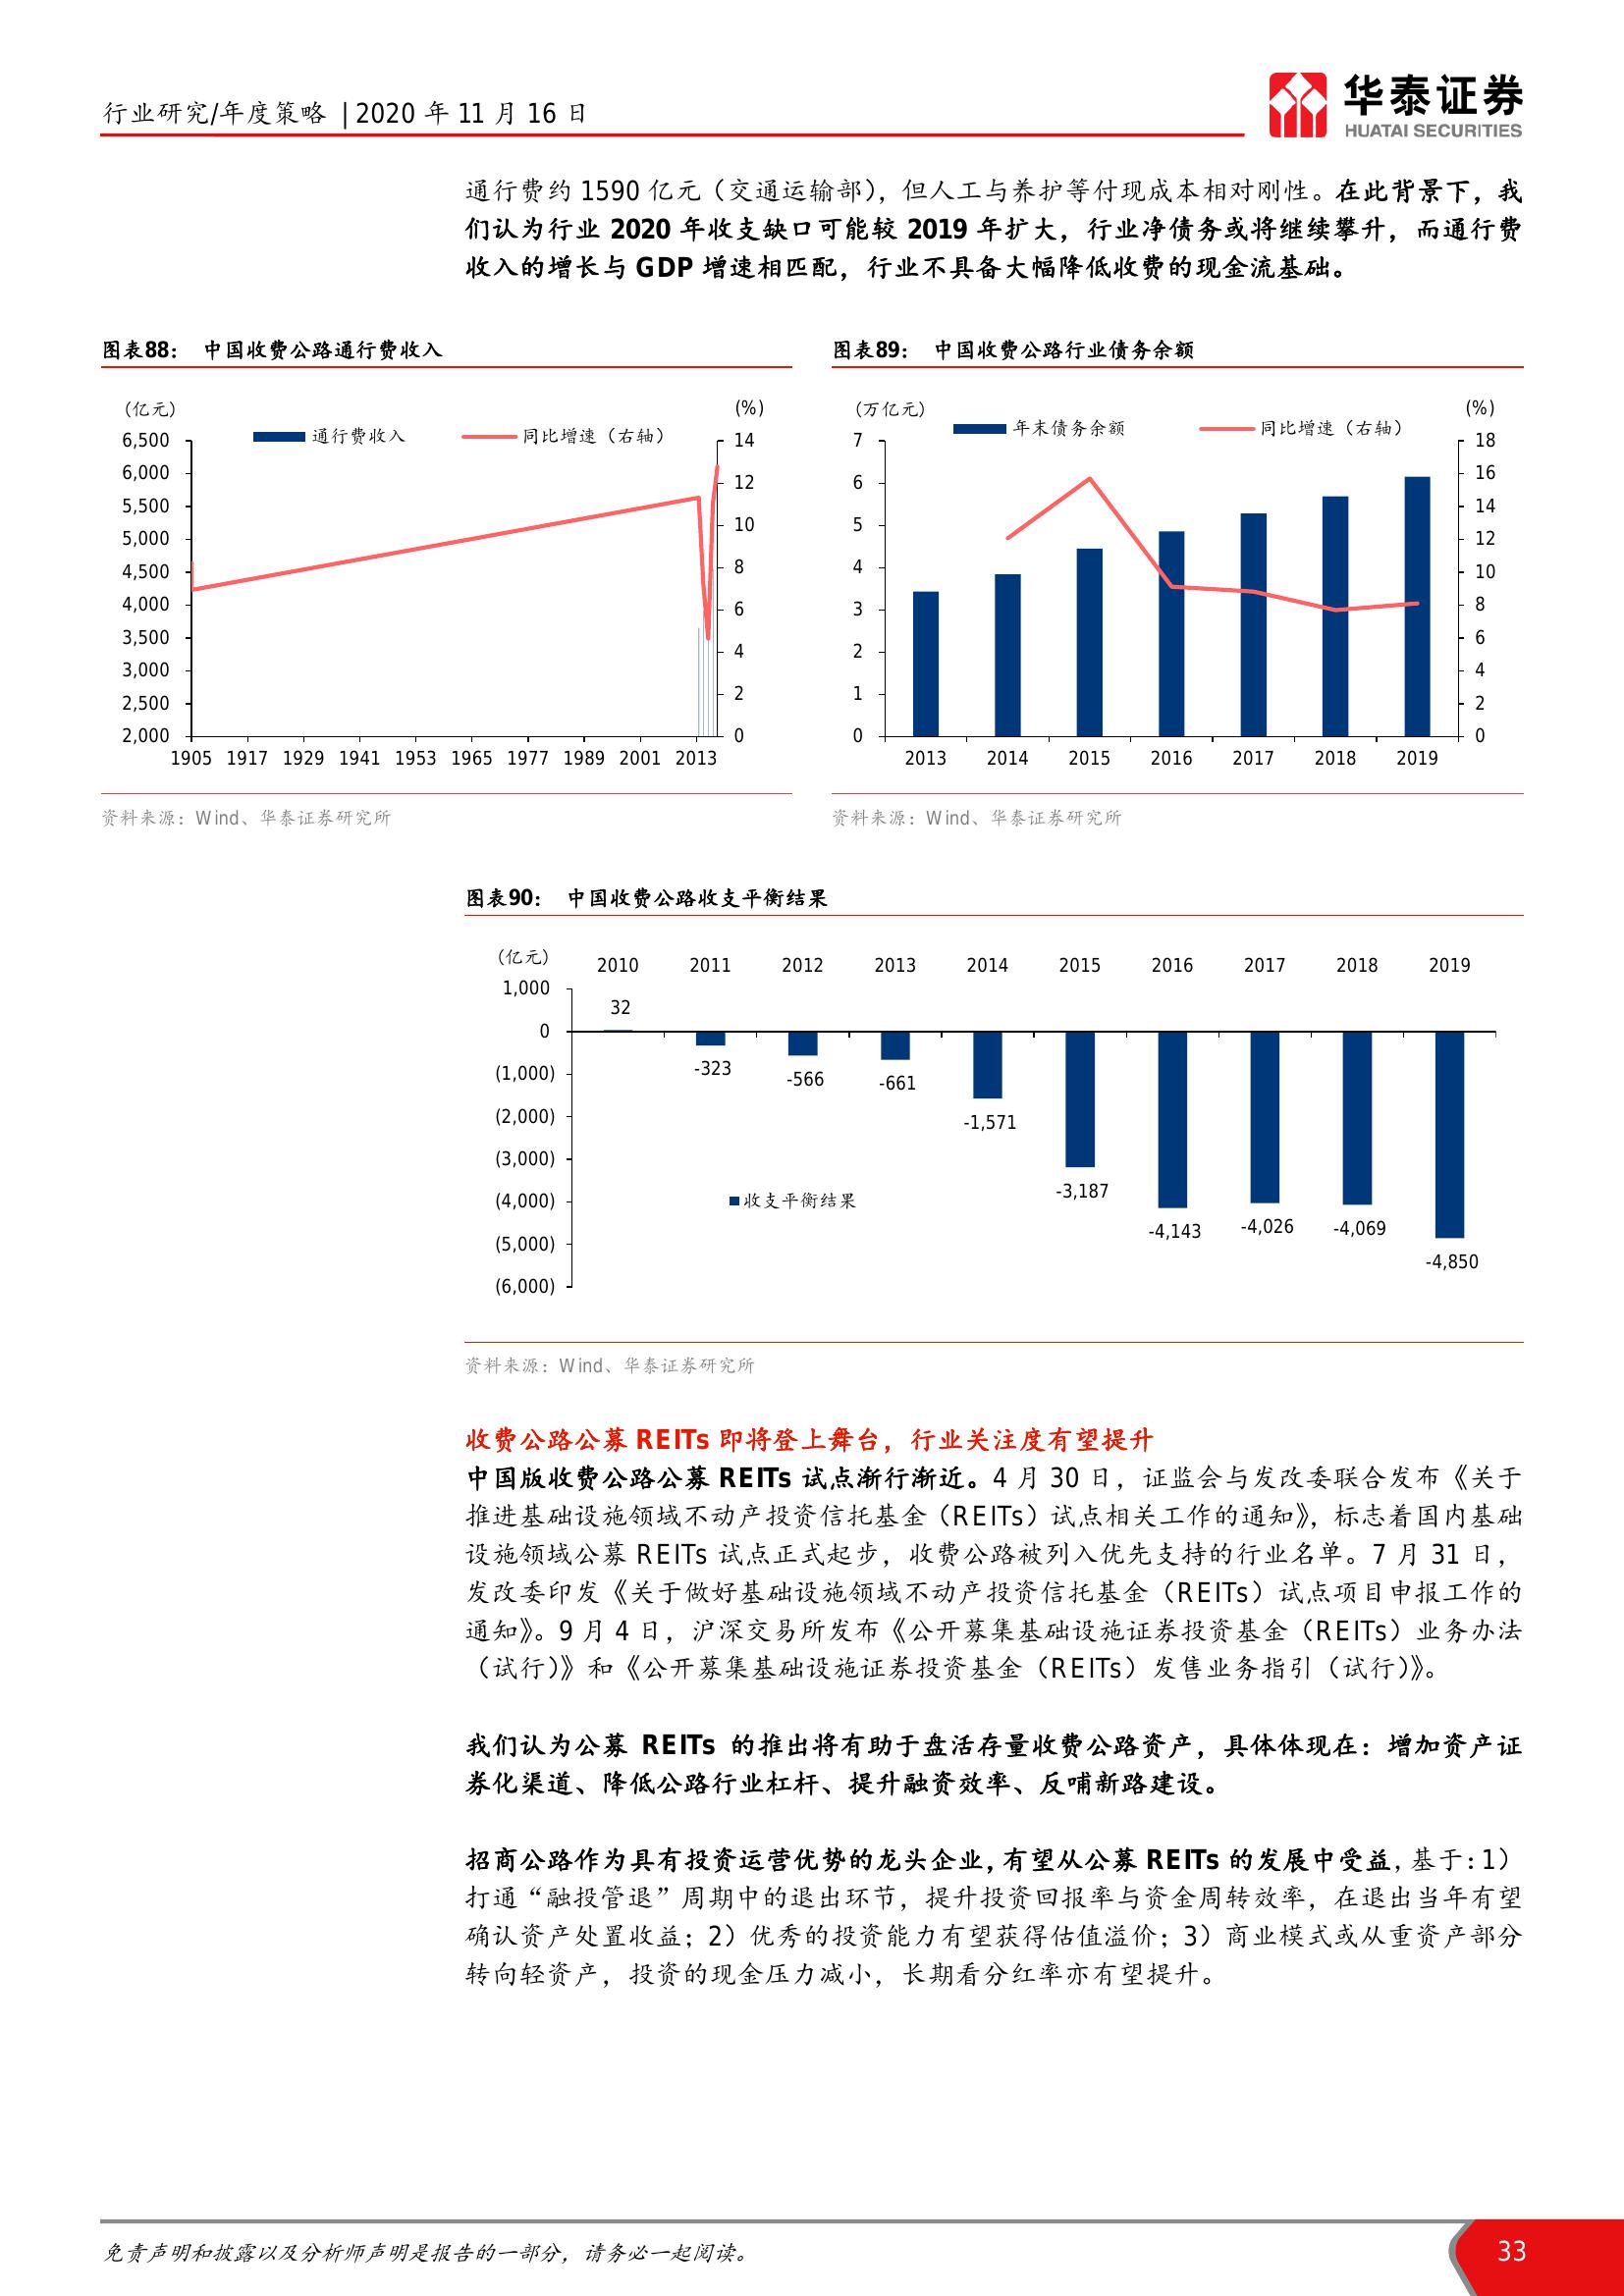 行业研究/年度策略 | 2020 年 11 月 16 日
华泰证券
HUATAI SECURITIES
通行费约 1590 亿元（交通运输部），但人工与养护等付现成本相对刚性。在此背景下，我
们认为行业 2020 年收支缺口可能较 2019 年扩大，行业净债务或将继续攀升，而通行费
收入的增长与 GDP 增速相匹配，行业不具备大幅降低收费的现金流基础。
图表88： 中国收费公路通行费收入
(亿元) (%)
通行费收入 同比增速（右轴）
6,500 14
6,000 12
5,500 10
5,000
4,500 8
4,000 6
3,500 4
3,000
2,500 2
2,000 0
1905 1917 1929 1941 1953 1965 1977 1989 2001 2013
资料来源：Wind、华泰证券研究所
图表89： 中国收费公路行业债务余额
(万亿元) (%)
年末债务余额 同比增速（右轴）
7 18
6 16
5 14
4 12
3 10
2 8
1 6
0 4
2
0
2013 2014 2015 2016 2017 2018 2019
资料来源：Wind、华泰证券研究所
图表90： 中国收费公路收支平衡结果
(亿元) 2010 2011 2012 2013 2014 2015 2016 2017 2018 2019
1,000
0
(1,000)
(2,000)
(3,000)
(4,000)
(5,000)
(6,000)
32 -323 -566 -661 -1,571 -3,187 -4,143 -4,026 -4,069 -4,850
收支平衡结果
资料来源：Wind、华泰证券研究所
收费公路公募 REITs 即将登上舞台，行业关注度有望提升
中国版收费公路公募 REITs 试点渐行渐近。4 月 30 日，证监会与发改委联合发布《关于
推进基础设施领域不动产投资信托基金（REITs）试点相关工作的通知》，标志着国内基础
设施领域公募 REITs 试点正式起步，收费公路被列入优先支持的行业名单。7 月 31 日，
发改委印发《关于做好基础设施领域不动产投资信托基金（REITs）试点项目申报工作的
通知》。9 月 4 日，沪深交易所发布《公开募集基础设施证券投资基金（REITs）业务办法
（试行）》和《公开募集基础设施证券投资基金（REITs）发售业务指引（试行）》。
我们认为公募 REITs 的推出将有助于盘活存量收费公路资产，具体体现在：增加资产证
券化渠道、降低公路行业杠杆、提升融资效率、反哺新路建设。
招商公路作为具有投资运营优势的龙头企业，有望从公募 REITs 的发展中受益，基于：1）
打通“融投管退”周期中的退出环节，提升投资回报率与资金周转效率，在退出当年有望
确认资产处置收益；2）优秀的投资能力有望获得估值溢价；3）商业模式或从重资产部分
转向轻资产，投资的现金压力减小，长期看分红率亦有望提升。
免责声明和披露以及分析师声明是报告的一部分，请务必一起阅读。
33